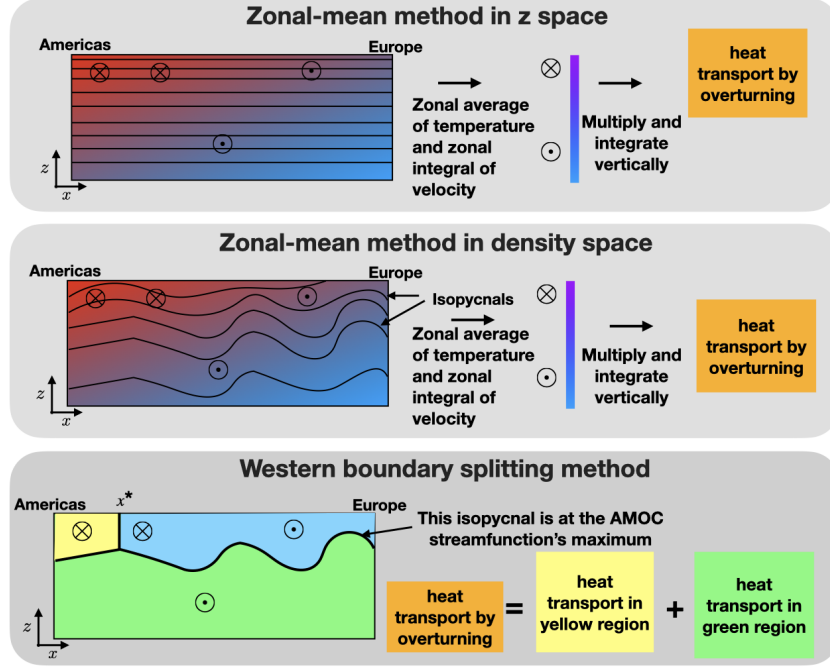 Zonal-mean method in z space
Americas
Europe
z
x
Zonal average
of temperature
and zonal
integral of
velocity
Multiply and
integrate
vertically
heat
transport by
overturning
Zonal-mean method in density space
Americas
Europe
Isopycnals
z
x
Zonal average
of temperature
and zonal
integral of
velocity
Multiply and
integrate
vertically
heat
transport by
overturning
Western boundary splitting method
Americas
x*
Europe
This isopycnal is at the AMOC
streamfunction's maximum
z
x
heat
transport by
overturning
=
heat
transport in
yellow region
+
heat
transport in
green region